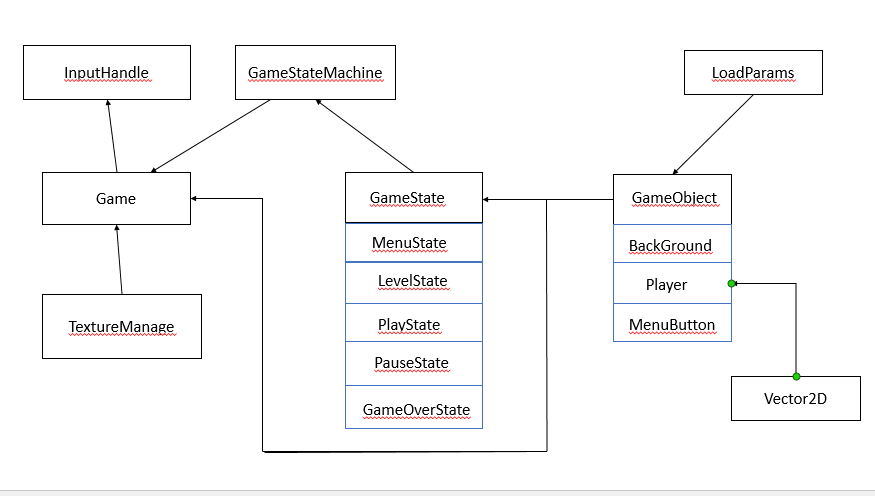 InputHandle
GameStateMachine
LoadParams
Game
GameState
GameObject
MenuState
BackGround
LevelState
Player
PlayState
MenuButton
TextureManage
PauseState
Vector2D
GameOverState